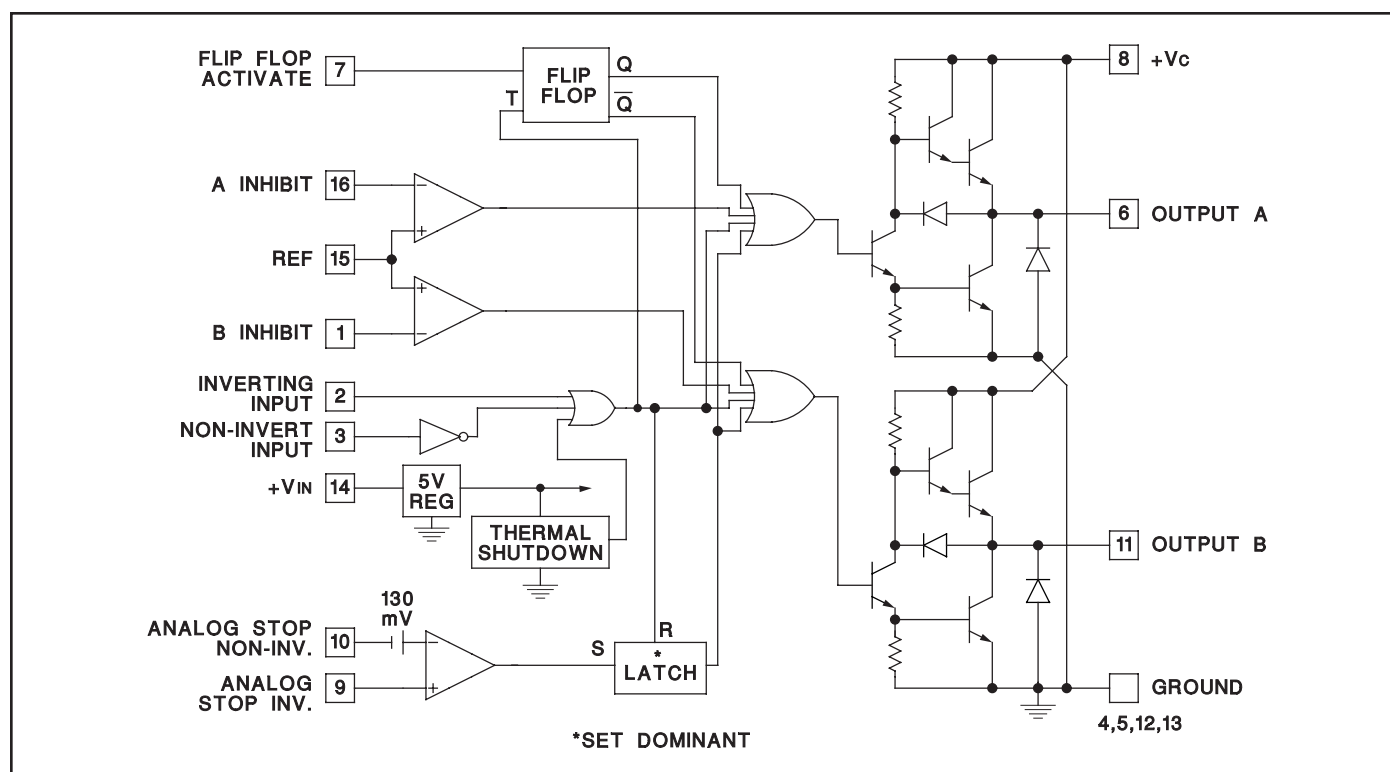 FLIP FLOP
ACTIVATE
7
FLIP
FLOP
T
Q
Q̅
8
+VC
A INHIBIT
16
−
+
REF
15
+
−
B INHIBIT
1
6
OUTPUT A
INVERTING
INPUT
2
NON-INVERT
INPUT
3
+VIN
14
5V
REG
THERMAL
SHUTDOWN
11
OUTPUT B
130
mV
ANALOG STOP
NON-INV.
10
−
+
ANALOG
STOP INV.
9
S
R
*
LATCH
GROUND
4,5,12,13
*SET DOMINANT